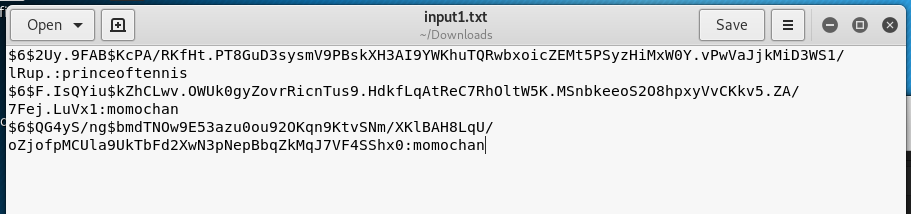 Open
input1.txt
~/Downloads
Save
$6$2Uy.9FAB$KcPA/RKfHt.PT8GuD3sysmV9PBskXH3AI9YWKhuTQRwbxoicZEMt5PSyzHiMxW0Y.vPwVaJjkMiD3WS1/
lRup.:princeoftennis
$6$F.IsQYiu$kZhCLwv.OWUk0gyZovrRicnTus9.HdkfLqAtReC7RhOltW5K.MSnbkeeoS2O8hpxyVvCKkv5.ZA/
7Fej.LuVx1:momochan
$6$QG4yS/ng$bmdTNOw9E53azu0ou92OKqn9KtvSNm/XKlBAH8LqU/
oZjofpMCUla9UkTbFd2XwN3pNepBbqZkMqJ7VF4SShx0:momochan